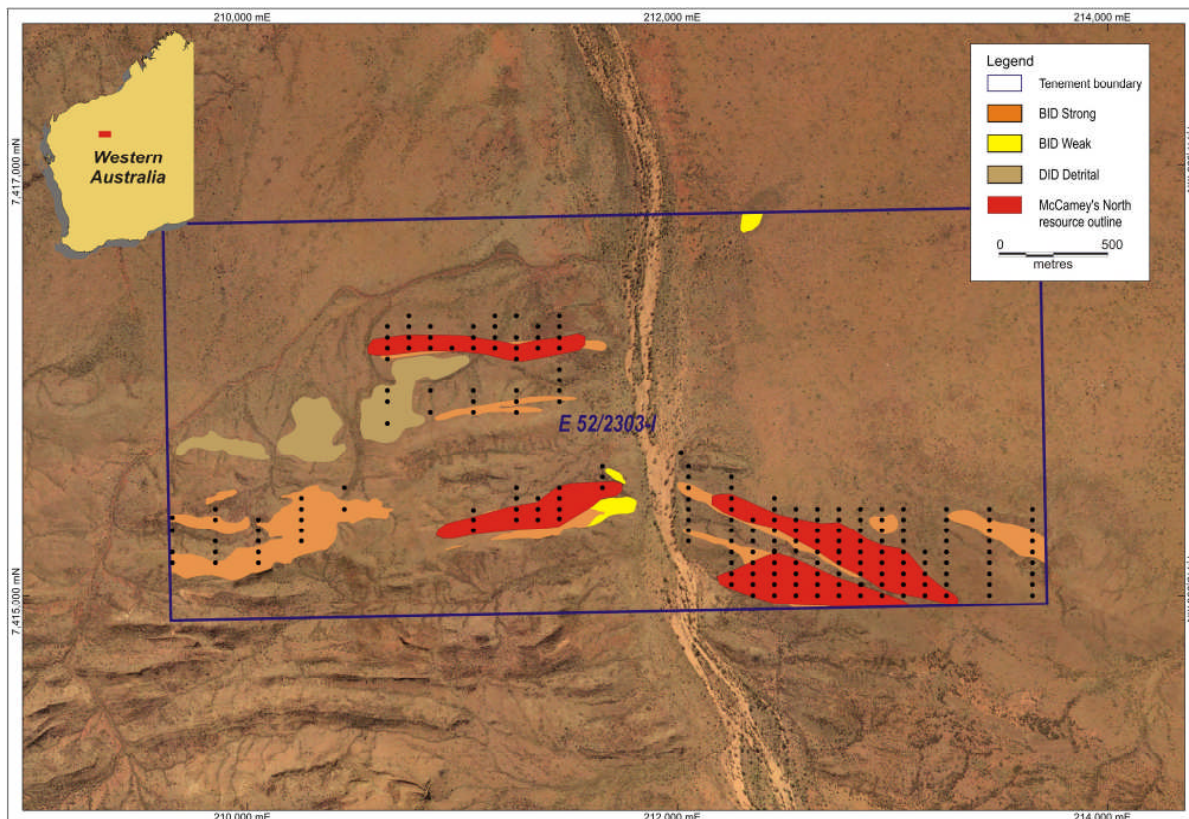 210,000 mE
212,000 mE
214,000 mE
7,417,000 mN
Western
Australia
Legend
Tenement boundary
BID Strong
BID Weak
DID Detrital
McCamey's North
resource outline
0 500
metres
E 52/2303-I
7,415,000 mN
210,000 mE
212,000 mE
214,000 mE